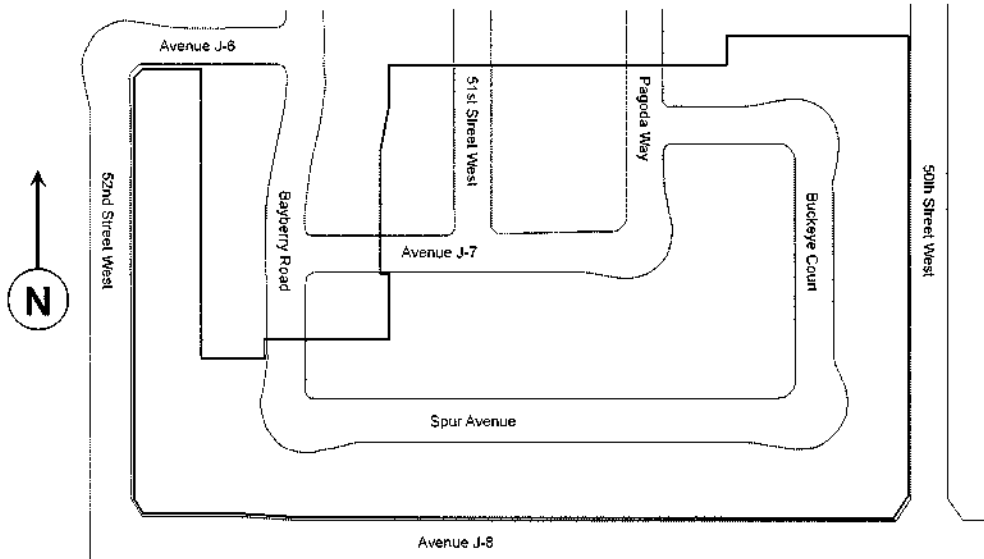 Avenue J-6
51st Street West
Pagoda Way
52nd Street West
Bayberry Road
Buckeye Court
50th Street West
Avenue J-7
N
Spur Avenue
Avenue J-8